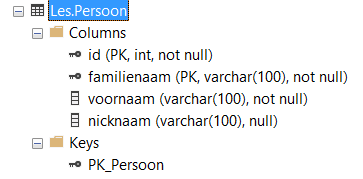 Les.Persoon
Columns
id (PK, int, not null)
familienaam (PK, varchar(100), not null)
voornaam (varchar(100), not null)
nicknaam (varchar(100), null)
Keys
PK_Persoon